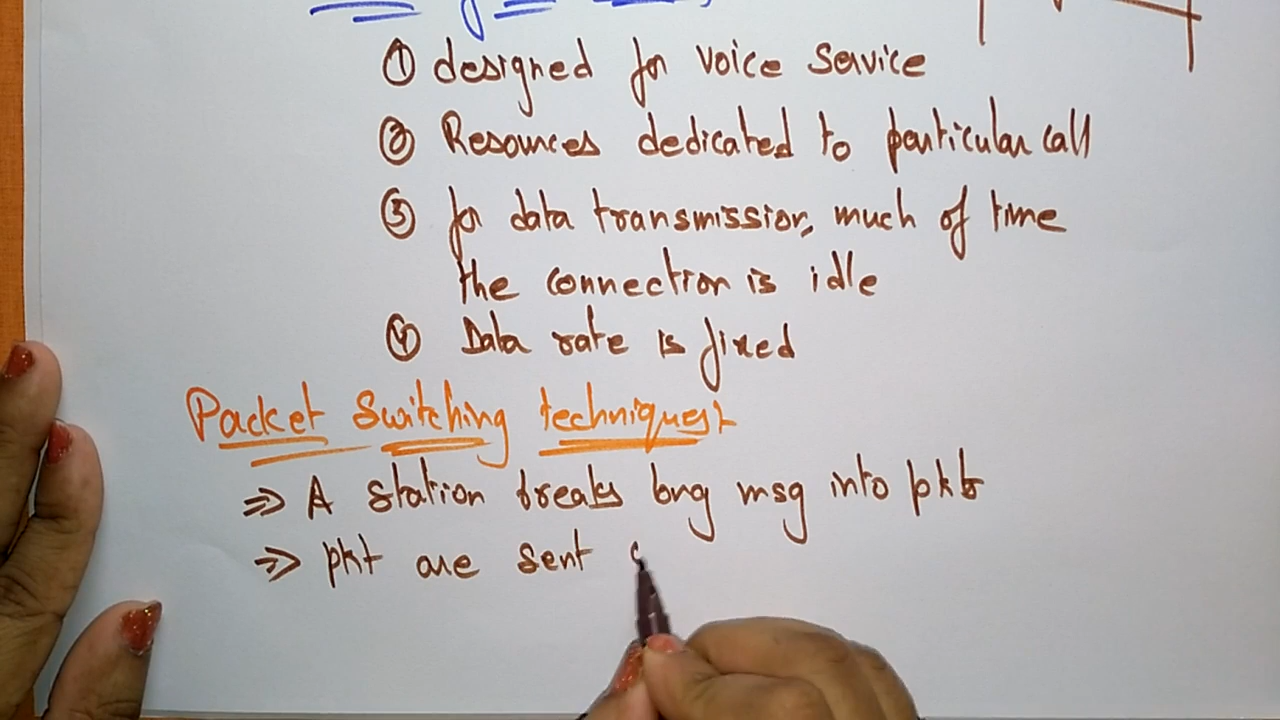 ① designed for voice service
② Resources dedicated to particular call
③ for data transmission, much of time
the connection is idle
④ Data rate is fixed
Packet switching techniques
⇒ A station breaks long msg into pkts
⇒ pkt are sent